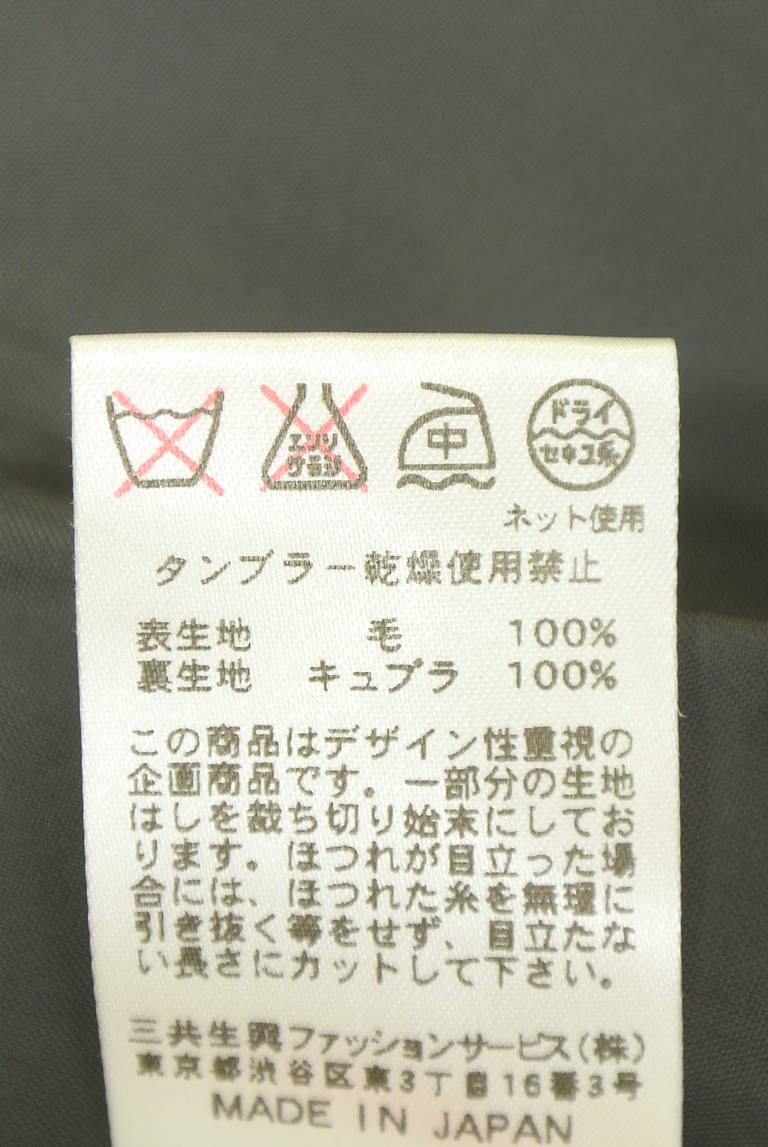 エンソ
サラシ
中
ドライ
セキユ系
ネット使用
タンブラー乾燥使用禁止
表生地 毛 100%
裏生地 キュプラ 100%
この商品はデザイン性重視の
企画商品です。一部分の生地
はしを裁ち切り始末にしてお
ります。ほつれが目立った場
合には、ほつれた糸を無理に
引き抜く等をせず、目立たな
い長さにカットして下さい。
三共生興ファッションサービス(株)
東京都渋谷区東3丁目16番3号
MADE IN JAPAN